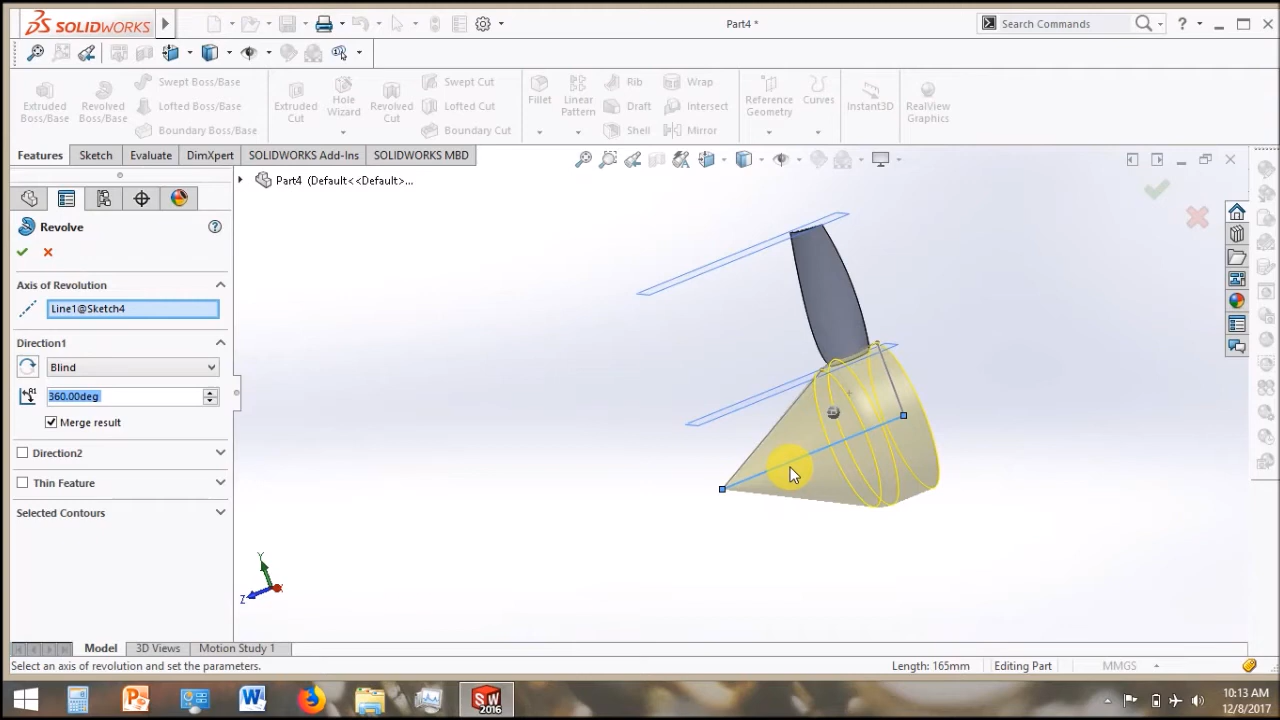 SOLIDWORKS
Part4 *
Search Commands
Extruded Boss/Base
Revolved Boss/Base
Swept Boss/Base
Lofted Boss/Base
Boundary Boss/Base
Extruded Cut
Hole Wizard
Revolved Cut
Swept Cut
Lofted Cut
Boundary Cut
Fillet
Linear Pattern
Rib
Draft
Shell
Wrap
Intersect
Mirror
Reference Geometry
Curves
Instant3D
RealView Graphics
Features
Sketch
Evaluate
DimXpert
SOLIDWORKS Add-Ins
SOLIDWORKS MBD
Part4 (Default<<Default>...
Revolve
Axis of Revolution
Line1@Sketch4
Direction1
Blind
360.00deg
Merge result
Direction2
Thin Feature
Selected Contours
Y
Z
Model
3D Views
Motion Study 1
Select an axis of revolution and set the parameters.
Length: 165mm
Editing Part
MMGS
SW
2016
10:13 AM
12/8/2017